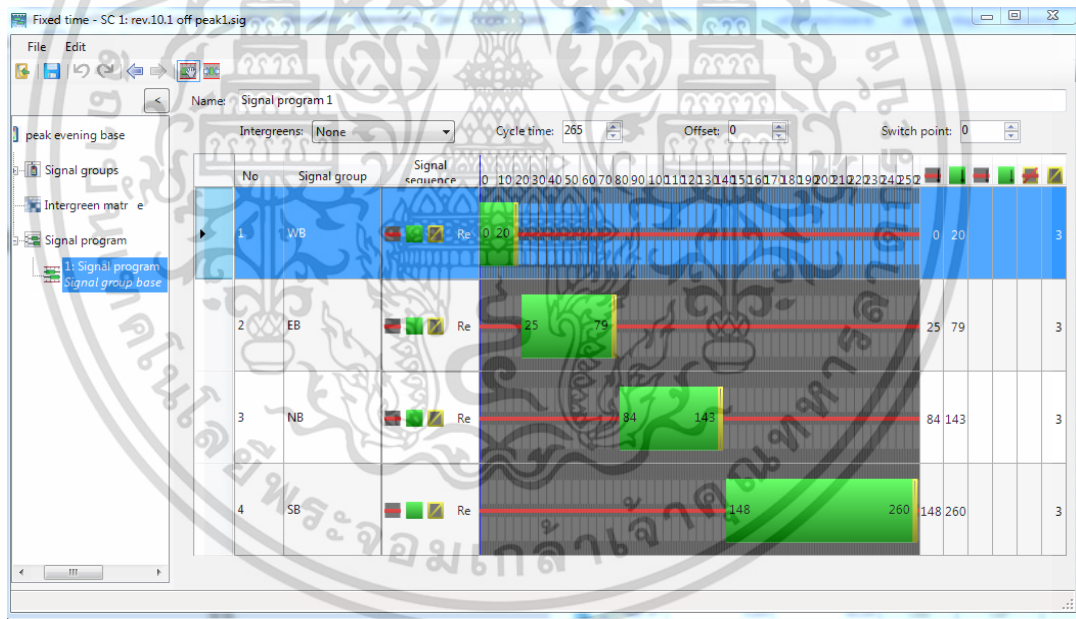 Fixed time - SC 1: rev.10.1 off peak1.sig
File Edit
Name: Signal program 1
peak evening base
Intergreens: None Cycle time: 265 Offset: 0 Switch point: 0
Signal groups
No Signal group Signal sequence 0 10 20 30 40 50 60 70 80 90 1001101201301401501601701801902002102202302402502
Intergreen matr e
1 WB Re 0 20 0 20 3
Signal program
1: Signal program
Signal group base
2 EB Re 25 79 25 79 3
3 NB Re 84 143 84 143 3
4 SB Re 148 260 148 260 3